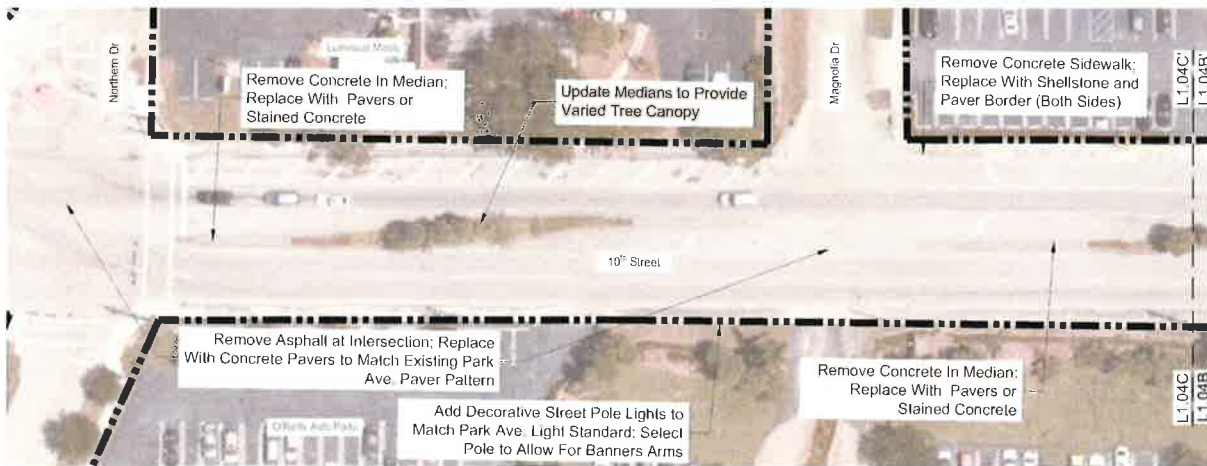 Northern Dr
Remove Concrete In Median;
Replace With Pavers or
Stained Concrete
Update Medians to Provide
Varied Tree Canopy
Magnolia Dr
Remove Concrete Sidewalk;
Replace With Shellstone and
Paver Border (Both Sides)
L1.04C'
L1.04B'
10th Street
Remove Asphalt at Intersection; Replace
With Concrete Pavers to Match Existing Park
Ave. Paver Pattern
Add Decorative Street Pole Lights to
Match Park Ave. Light Standard; Select
Pole to Allow For Banners Arms
Remove Concrete In Median;
Replace With Pavers or
Stained Concrete
L1.04C
L1.04B
O'Reilly Auto Parts